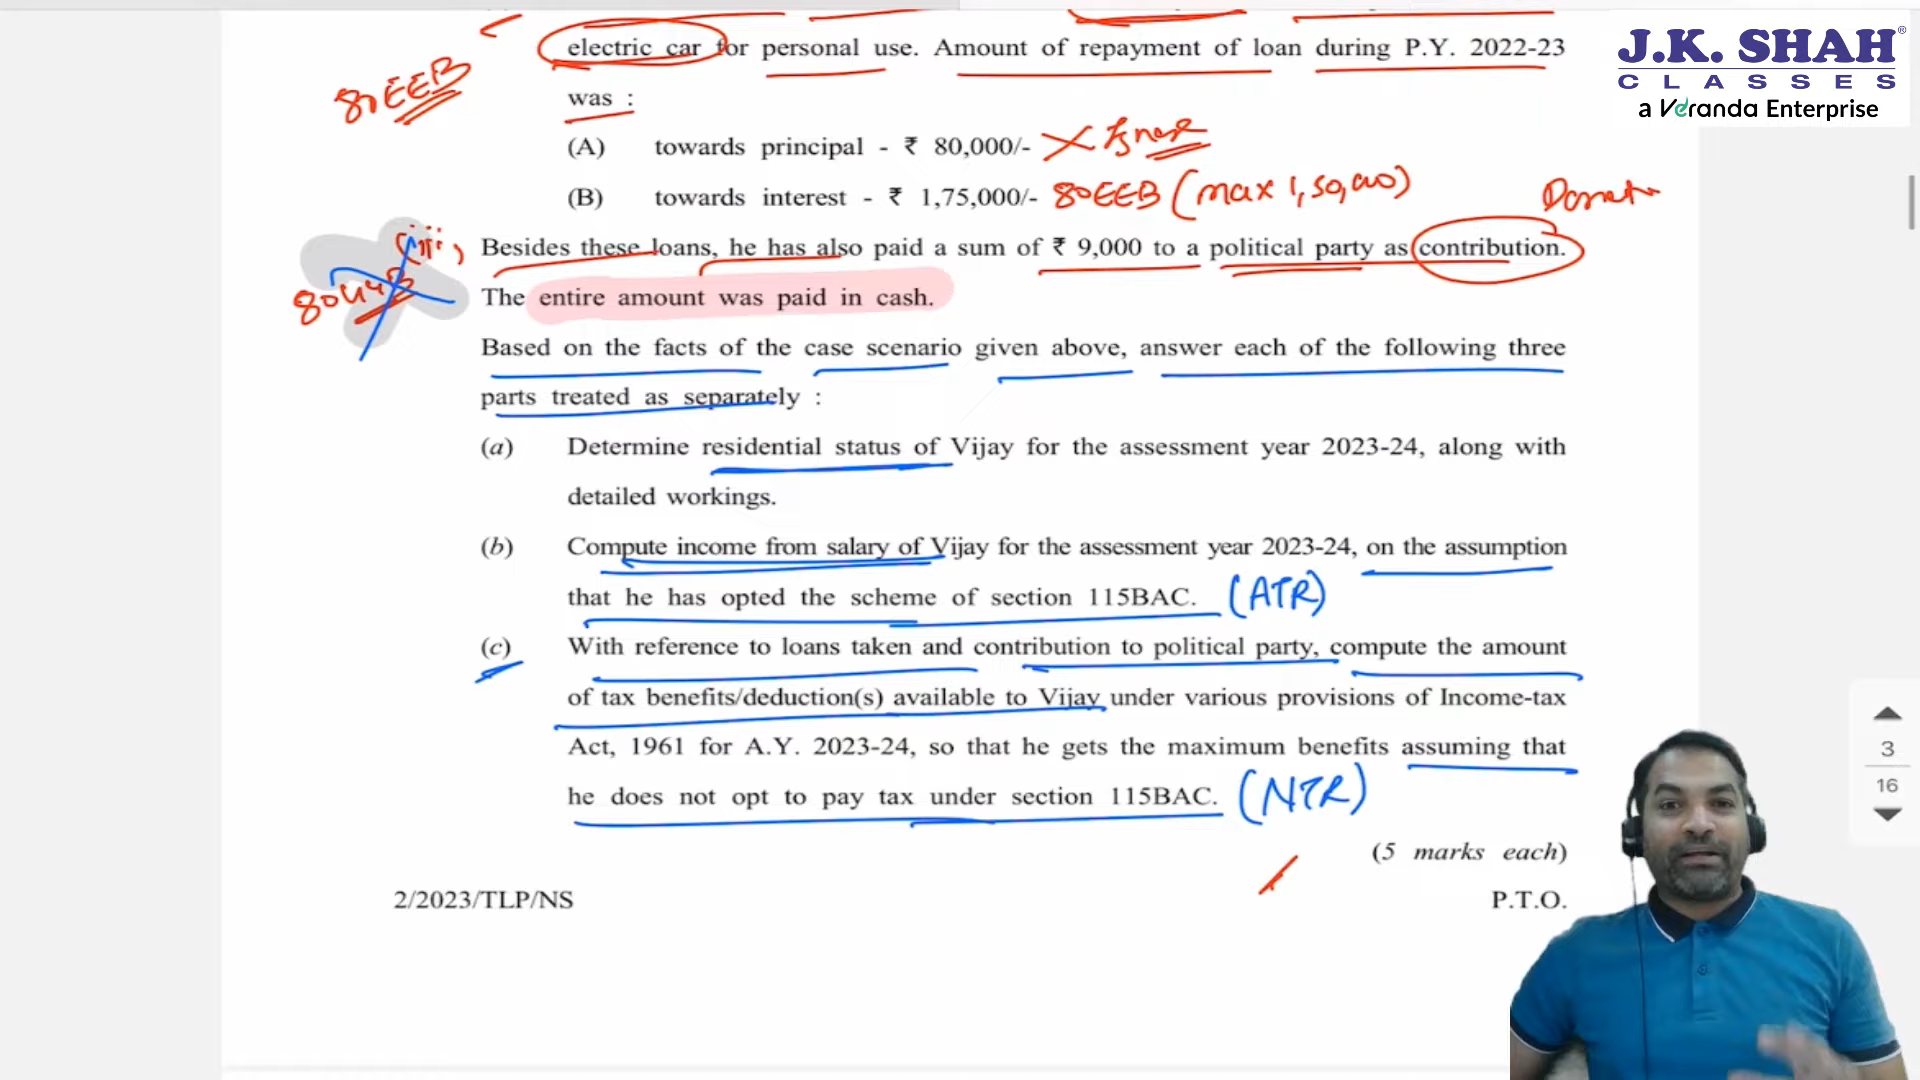 J.K. SHAH®
CLASSES
a Veranda Enterprise
electric car for personal use. Amount of repayment of loan during P.Y. 2022-23
80EEB
was :
(A) towards principal - ₹ 80,000/- X Ignore
(B) towards interest - ₹ 1,75,000/- 80EEB (max 1,50,000)
(iii) Besides these loans, he has also paid a sum of ₹ 9,000 to a political party as contribution.
The entire amount was paid in cash.
Based on the facts of the case scenario given above, answer each of the following three
parts treated as separately :
(a) Determine residential status of Vijay for the assessment year 2023-24, along with
detailed workings.
(b) Compute income from salary of Vijay for the assessment year 2023-24, on the assumption
that he has opted the scheme of section 115BAC. (ATR)
(c) With reference to loans taken and contribution to political party, compute the amount
of tax benefits/deduction(s) available to Vijay under various provisions of Income-tax
Act, 1961 for A.Y. 2023-24, so that he gets the maximum benefits assuming that
he does not opt to pay tax under section 115BAC. (NTR)
(5 marks each)
2/2023/TLP/NS
P.T.O.
3
16